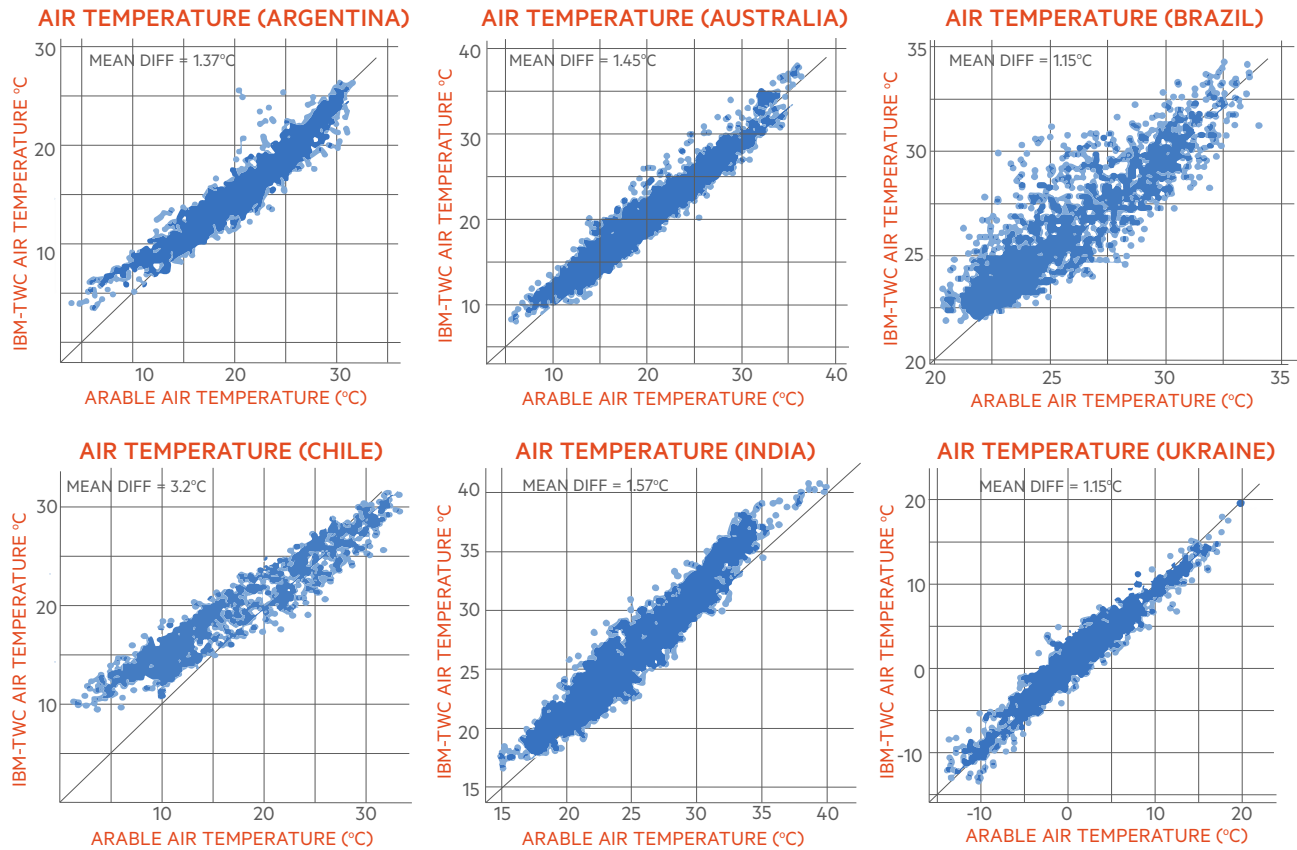 AIR TEMPERATURE (ARGENTINA)
MEAN DIFF = 1.37°C
IBM-TWC AIR TEMPERATURE °C
30
20
10
10 20 30
ARABLE AIR TEMPERATURE (°C)
AIR TEMPERATURE (AUSTRALIA)
MEAN DIFF = 1.45°C
IBM-TWC AIR TEMPERATURE °C
40
30
20
10
10 20 30 40
ARABLE AIR TEMPERATURE (°C)
AIR TEMPERATURE (BRAZIL)
MEAN DIFF = 1.15°C
IBM-TWC AIR TEMPERATURE °C
35
30
25
20
20 25 30 35
ARABLE AIR TEMPERATURE (°C)
AIR TEMPERATURE (CHILE)
MEAN DIFF = 3.2°C
IBM-TWC AIR TEMPERATURE °C
30
20
10
10 20 30
ARABLE AIR TEMPERATURE (°C)
AIR TEMPERATURE (INDIA)
MEAN DIFF = 1.57°C
IBM-TWC AIR TEMPERATURE °C
40
35
30
25
20
15
15 20 25 30 35 40
ARABLE AIR TEMPERATURE (°C)
AIR TEMPERATURE (UKRAINE)
MEAN DIFF = 1.15°C
IBM-TWC AIR TEMPERATURE °C
20
10
0
-10
-10 0 10 20
ARABLE AIR TEMPERATURE (°C)